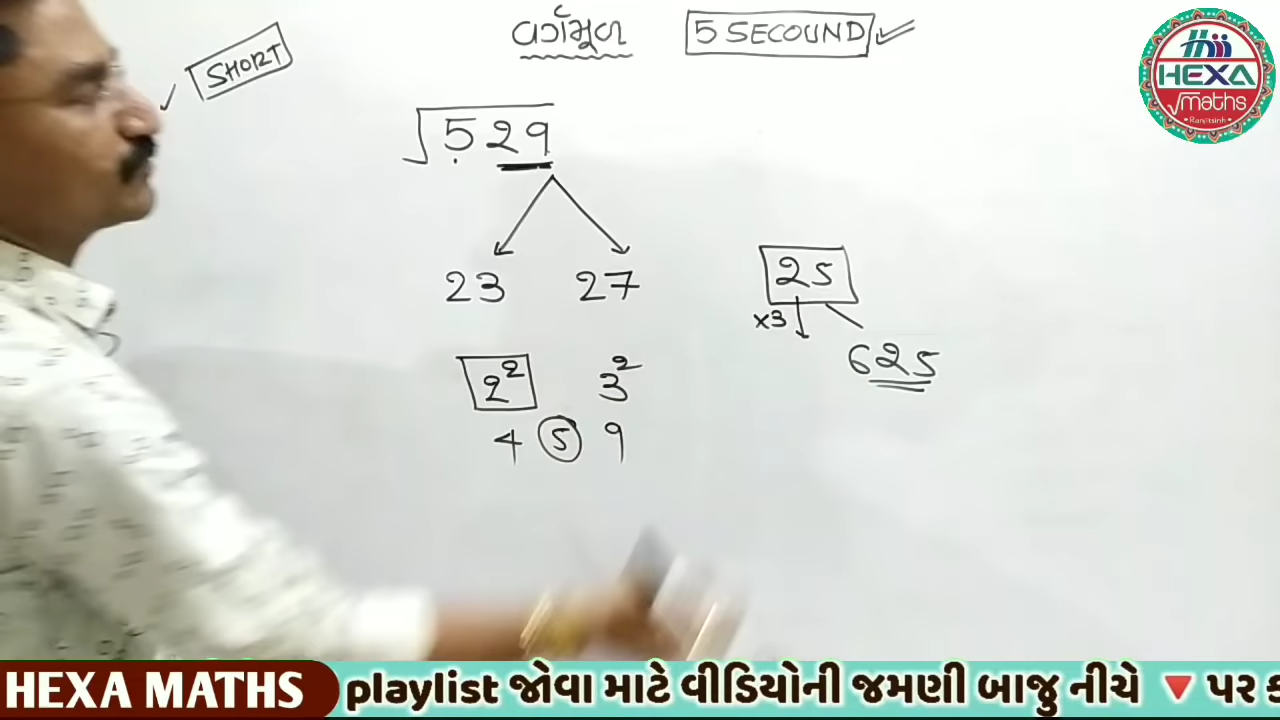 વર્ગમૂળ 5 SECOUND
SHORT
√529
23 27
25
×3
625
2² 3²
4 5 9
HEXA
√maths
Ranjitsinh
HEXA MATHS playlist જોવા માટે વીડિયોની જમણી બાજુ નીચે 🔻પર